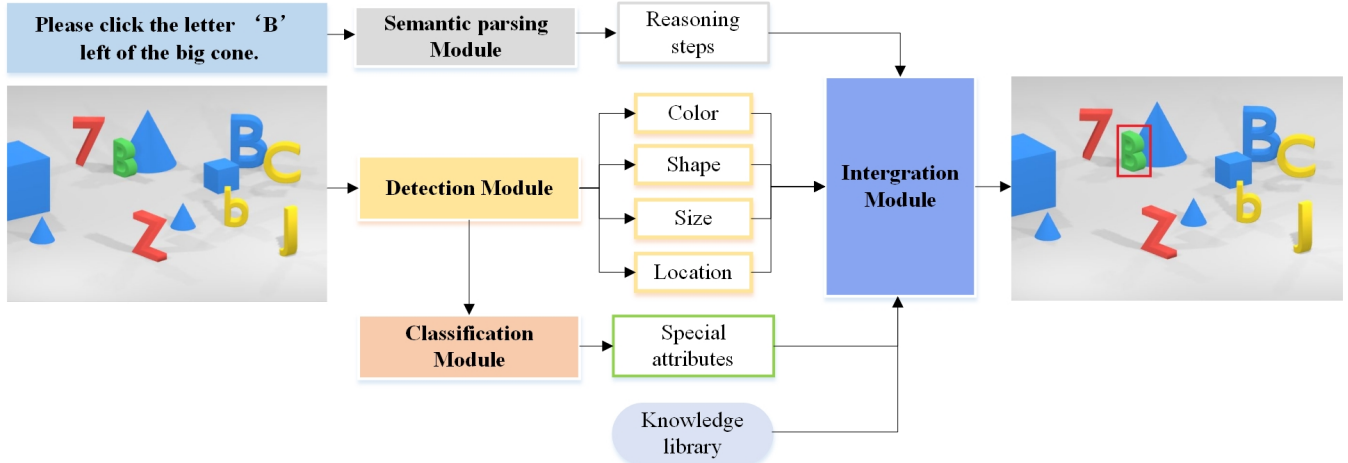 Please click the letter ‘B’
left of the big cone.
Semantic parsing
Module
Reasoning
steps
Color
Shape
Size
Location
Detection Module
Intergration
Module
Classification
Module
Special
attributes
Knowledge
library
7
B
B
C
b
Z
J
7
B
B
C
b
Z
J